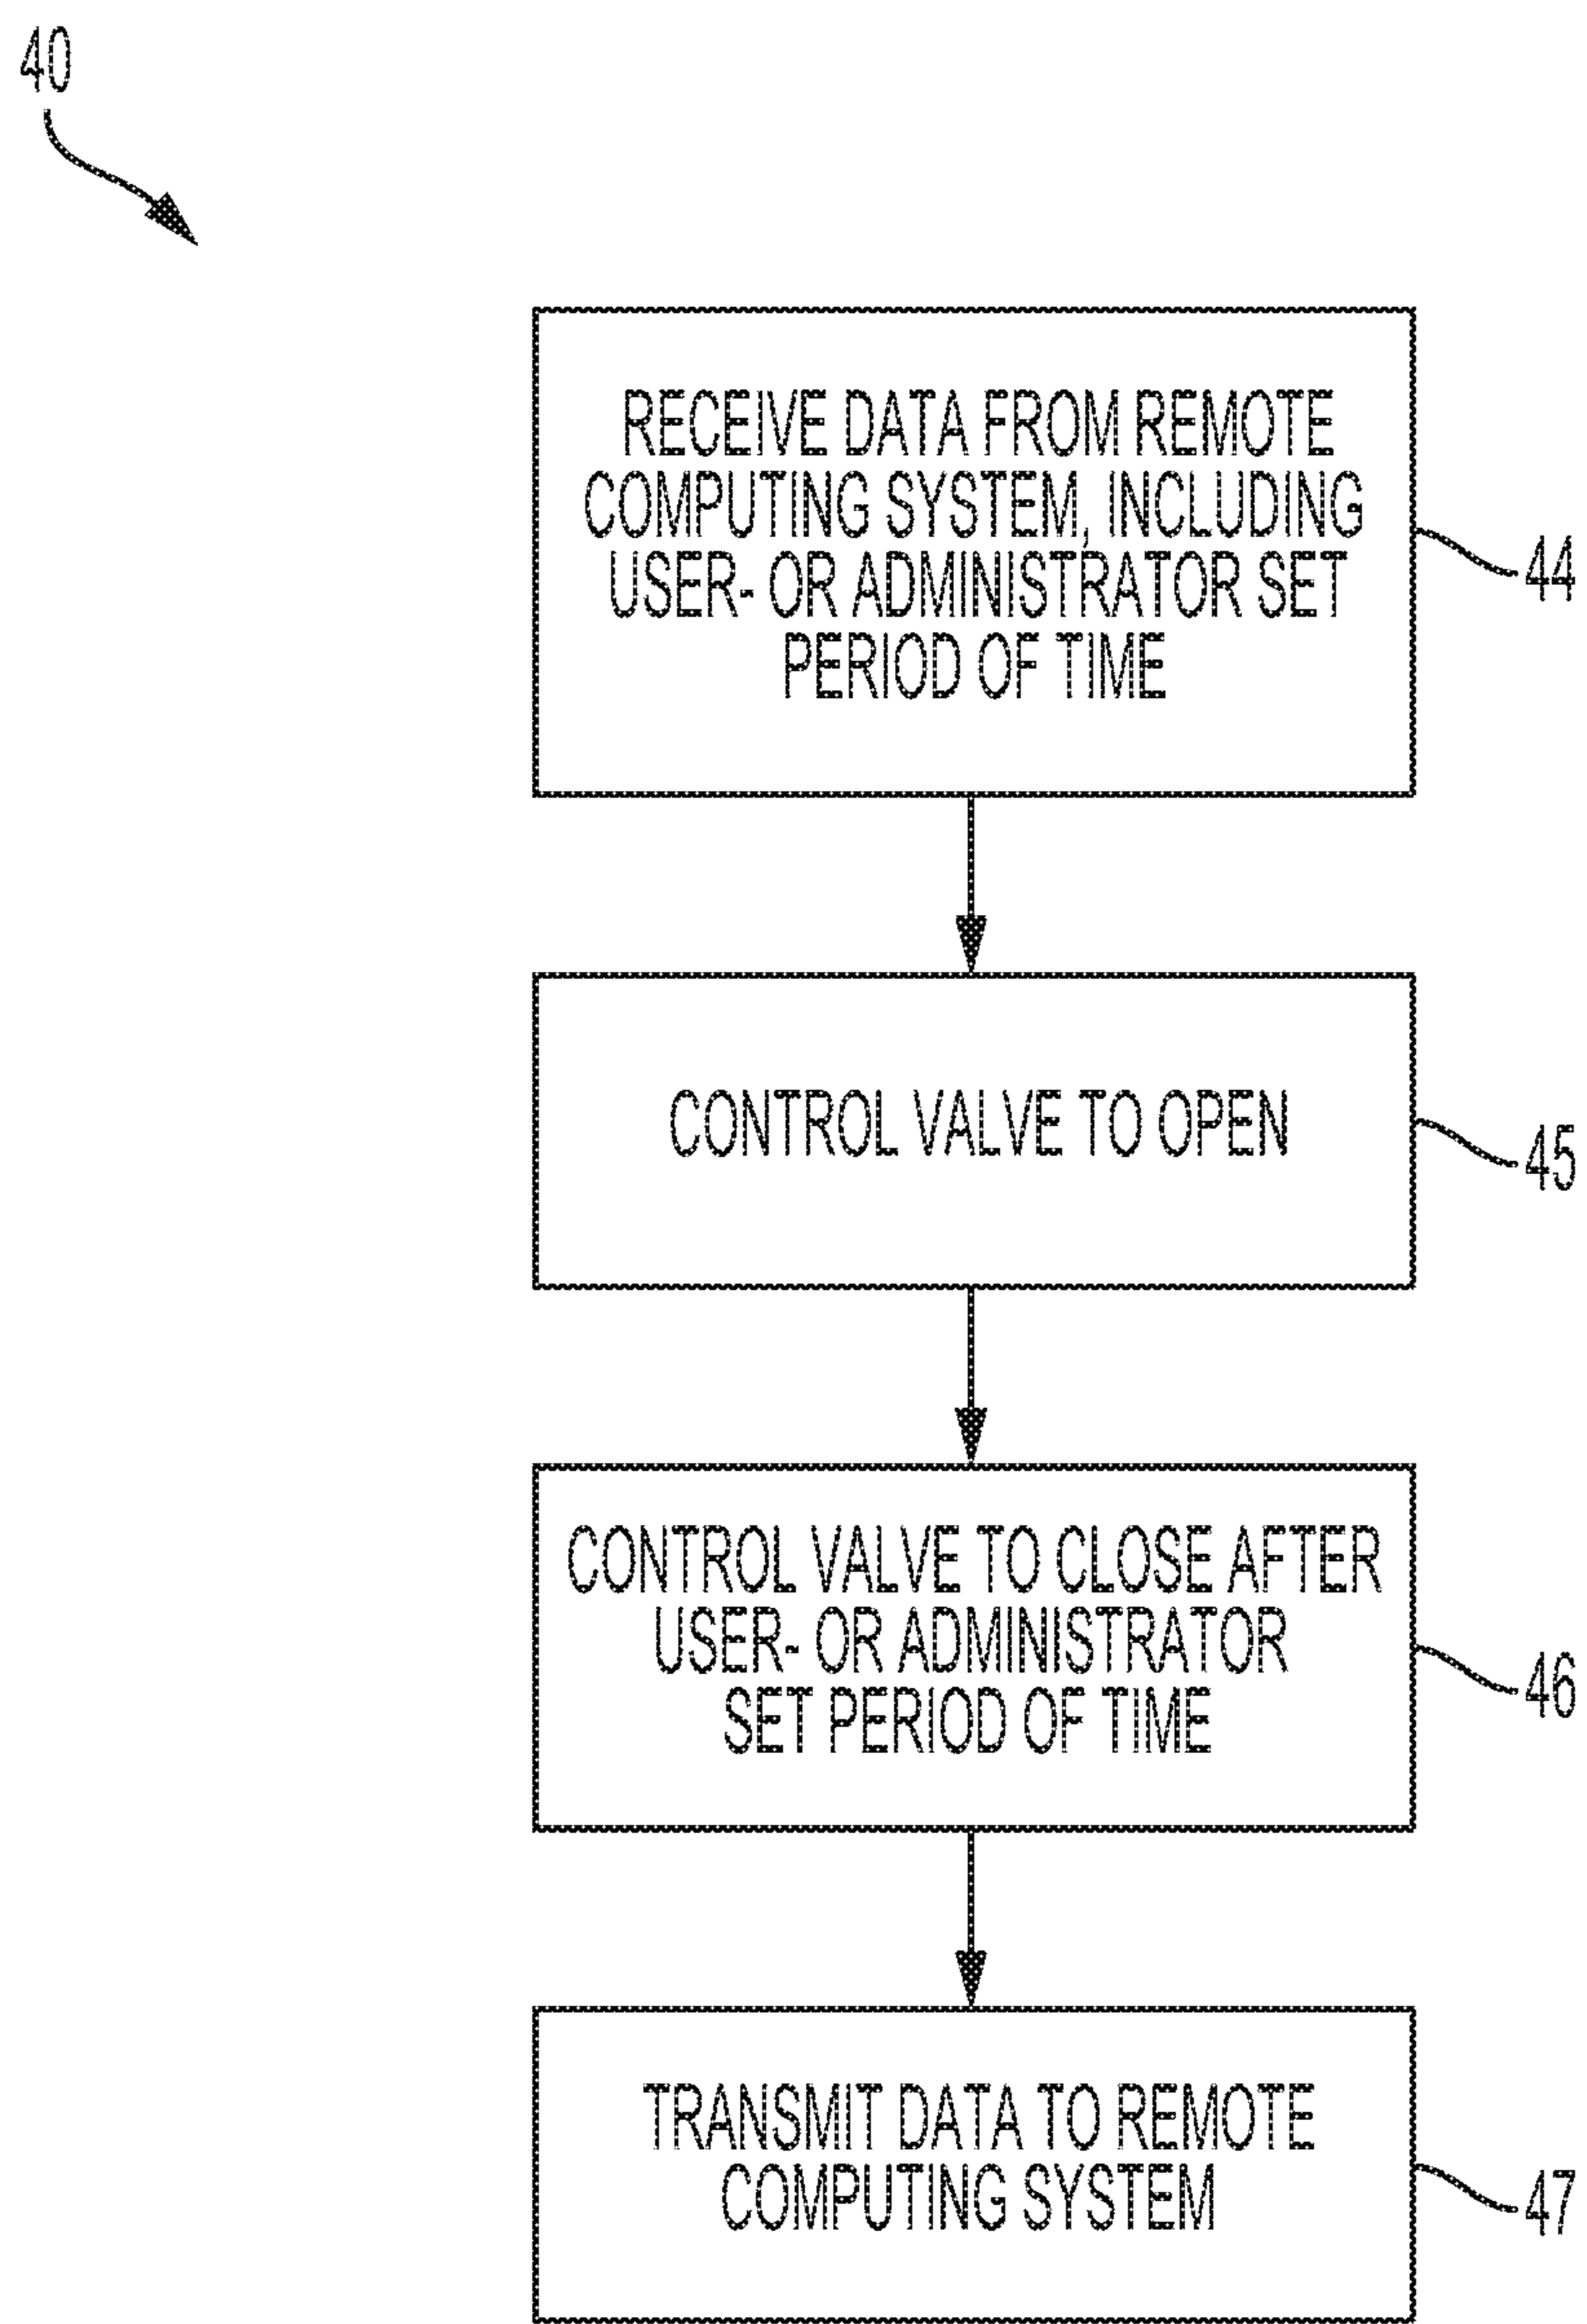 40
RECEIVE DATA FROM REMOTE
COMPUTING SYSTEM, INCLUDING
USER- OR ADMINISTRATOR SET
PERIOD OF TIME
44
CONTROL VALVE TO OPEN
45
CONTROL VALVE TO CLOSE AFTER
USER- OR ADMINISTRATOR
SET PERIOD OF TIME
46
TRANSMIT DATA TO REMOTE
COMPUTING SYSTEM
47